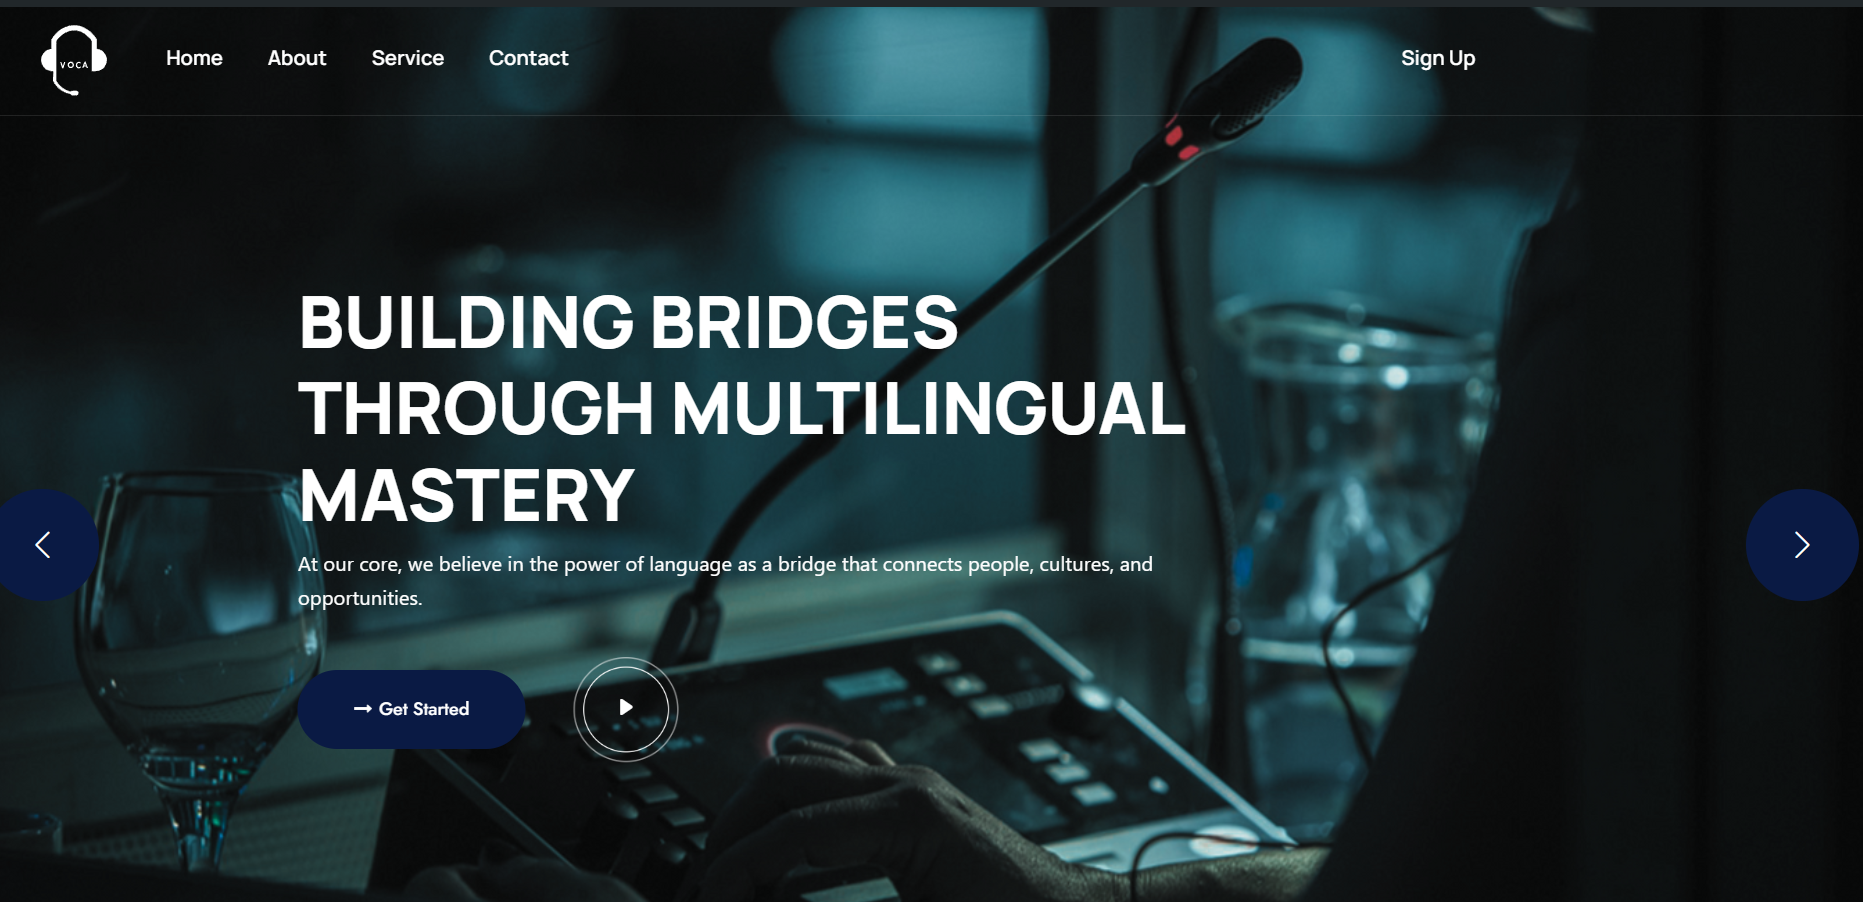 VOCA
Home
About
Service
Contact
Sign Up
BUILDING BRIDGES
THROUGH MULTILINGUAL
MASTERY
At our core, we believe in the power of language as a bridge that connects people, cultures, and
opportunities.
Get Started